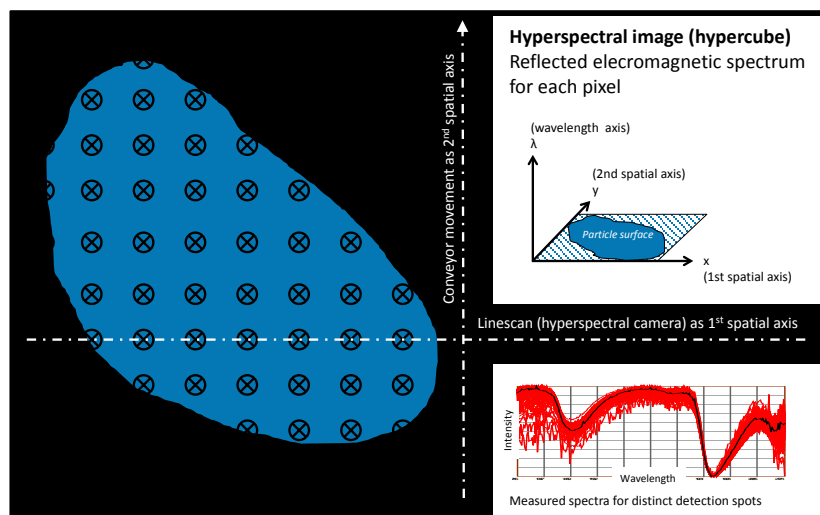 Hyperspectral image (hypercube)
Reflected elecromagnetic spectrum
for each pixel
(wavelength axis)
λ
(2nd spatial axis)
y
Particle surface
x
(1st spatial axis)
Conveyor movement as 2nd spatial axis
Linescan (hyperspectral camera) as 1st spatial axis
Intensity
Wavelength
Measured spectra for distinct detection spots